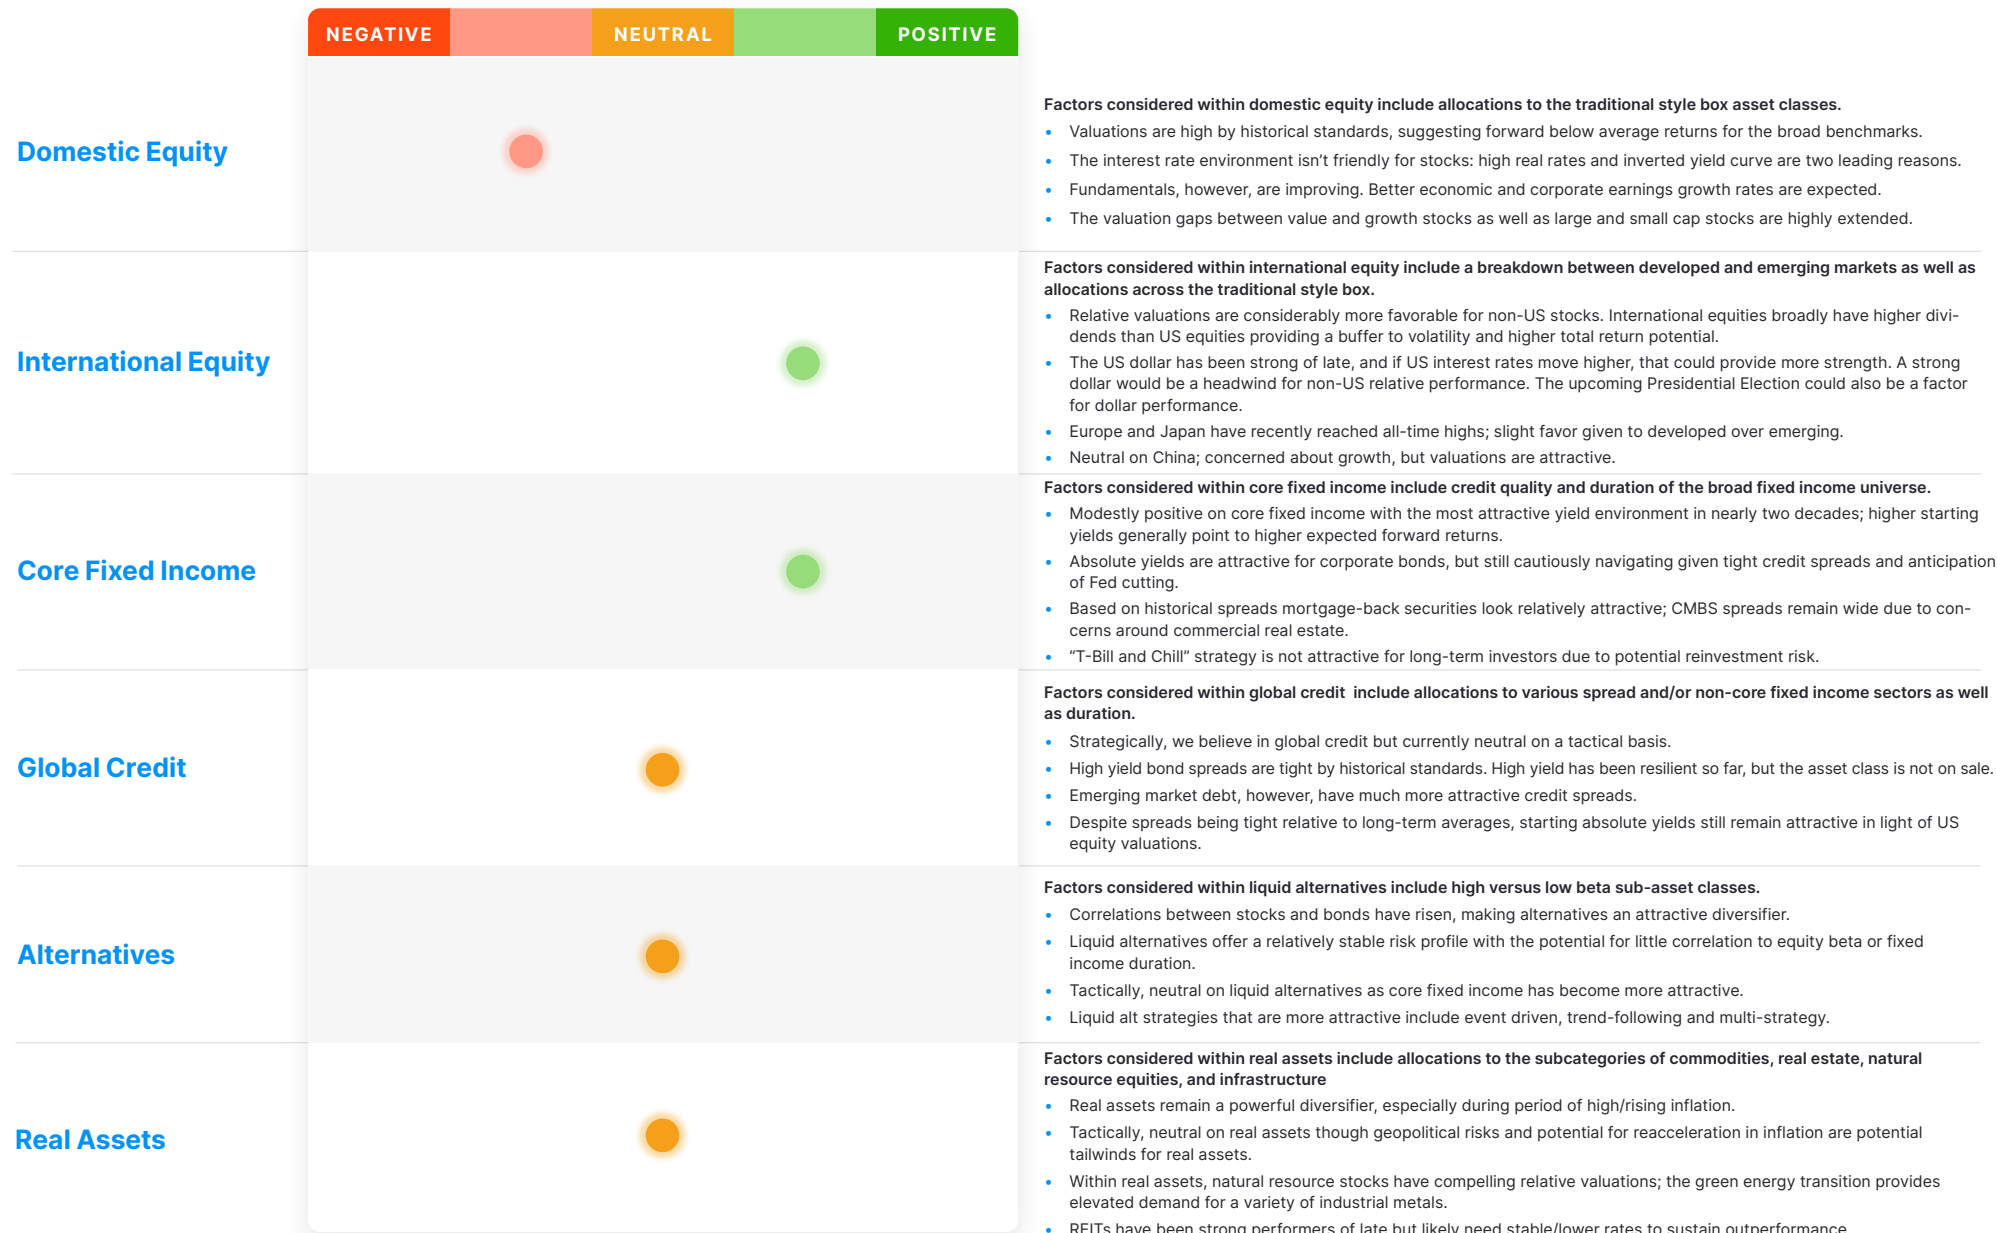 NEGATIVE
NEUTRAL
POSITIVE
Domestic Equity
Factors considered within domestic equity include allocations to the traditional style box asset classes.
• Valuations are high by historical standards, suggesting forward below average returns for the broad benchmarks.
• The interest rate environment isn’t friendly for stocks: high real rates and inverted yield curve are two leading reasons.
• Fundamentals, however, are improving. Better economic and corporate earnings growth rates are expected.
• The valuation gaps between value and growth stocks as well as large and small cap stocks are highly extended.
International Equity
Factors considered within international equity include a breakdown between developed and emerging markets as well as
allocations across the traditional style box.
• Relative valuations are considerably more favorable for non-US stocks. International equities broadly have higher divi-
dends than US equities providing a buffer to volatility and higher total return potential.
• The US dollar has been strong of late, and if US interest rates move higher, that could provide more strength. A strong
dollar would be a headwind for non-US relative performance. The upcoming Presidential Election could also be a factor
for dollar performance.
• Europe and Japan have recently reached all-time highs; slight favor given to developed over emerging.
• Neutral on China; concerned about growth, but valuations are attractive.
Core Fixed Income
Factors considered within core fixed income include credit quality and duration of the broad fixed income universe.
• Modestly positive on core fixed income with the most attractive yield environment in nearly two decades; higher starting
yields generally point to higher expected forward returns.
• Absolute yields are attractive for corporate bonds, but still cautiously navigating given tight credit spreads and anticipation
of Fed cutting.
• Based on historical spreads mortgage-back securities look relatively attractive; CMBS spreads remain wide due to con-
cerns around commercial real estate.
• “T-Bill and Chill” strategy is not attractive for long-term investors due to potential reinvestment risk.
Global Credit
Factors considered within global credit  include allocations to various spread and/or non-core fixed income sectors as well
as duration.
• Strategically, we believe in global credit but currently neutral on a tactical basis.
• High yield bond spreads are tight by historical standards. High yield has been resilient so far, but the asset class is not on sale.
• Emerging market debt, however, have much more attractive credit spreads.
• Despite spreads being tight relative to long-term averages, starting absolute yields still remain attractive in light of US
equity valuations.
Alternatives
Factors considered within liquid alternatives include high versus low beta sub-asset classes.
• Correlations between stocks and bonds have risen, making alternatives an attractive diversifier.
• Liquid alternatives offer a relatively stable risk profile with the potential for little correlation to equity beta or fixed
income duration.
• Tactically, neutral on liquid alternatives as core fixed income has become more attractive.
• Liquid alt strategies that are more attractive include event driven, trend-following and multi-strategy.
Real Assets
Factors considered within real assets include allocations to the subcategories of commodities, real estate, natural
resource equities, and infrastructure
• Real assets remain a powerful diversifier, especially during period of high/rising inflation.
• Tactically, neutral on real assets though geopolitical risks and potential for reacceleration in inflation are potential
tailwinds for real assets.
• Within real assets, natural resource stocks have compelling relative valuations; the green energy transition provides
elevated demand for a variety of industrial metals.
• REITs have been strong performers of late but likely need stable/lower rates to sustain outperformance